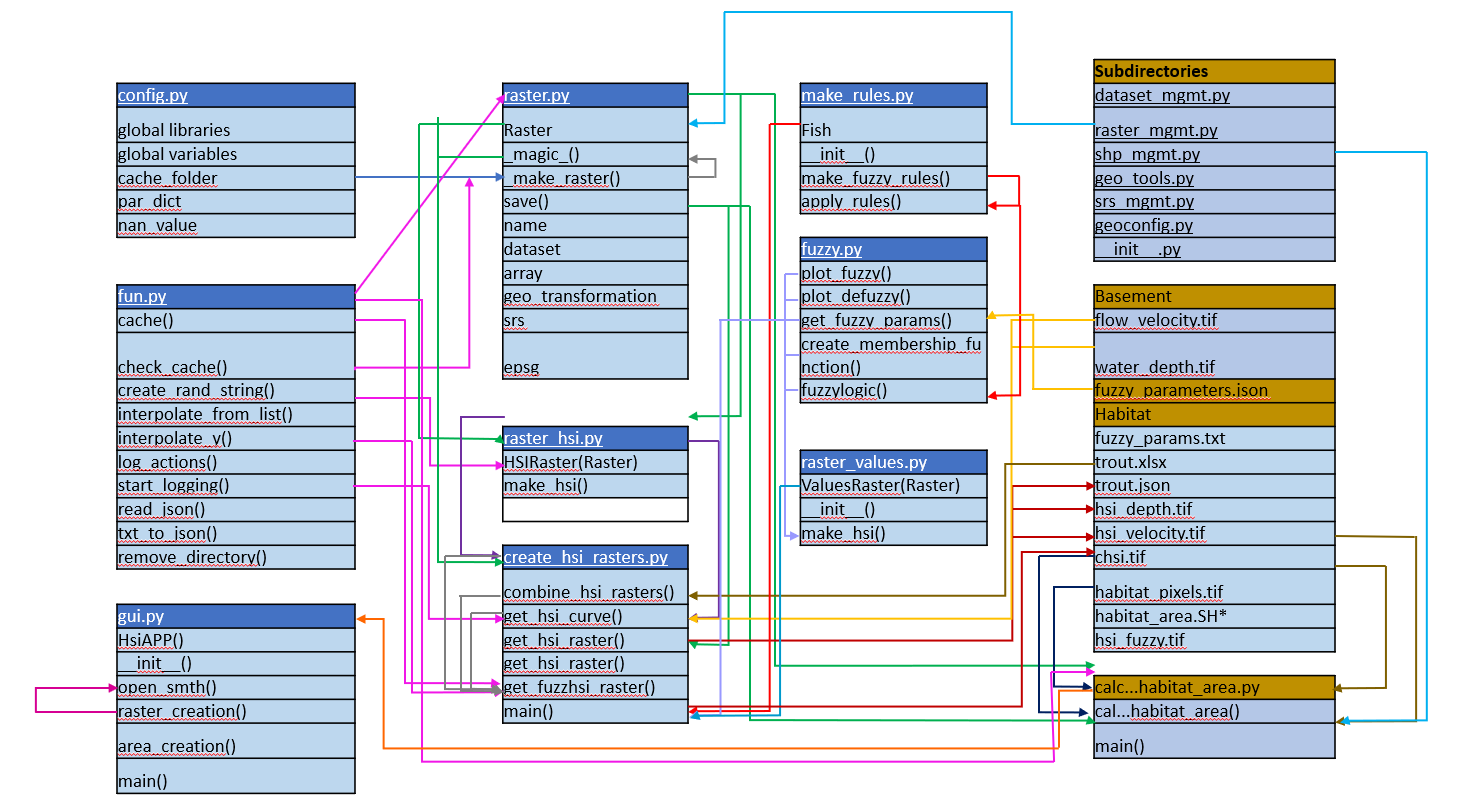 config.py
global libraries
global variables
cache_folder
par_dict
nan_value
fun.py
cache()
check_cache()
create_rand_string()
interpolate_from_list()
interpolate_y()
log_actions()
start_logging()
read_json()
txt_to_json()
remove_directory()
gui.py
HsiAPP()
__init__()
open_smth()
raster_creation()
area_creation()
main()
raster.py
Raster
_magic_()
_make_raster()
save()
name
dataset
array
geo_transformation
srs
epsg
raster_hsi.py
HSIRaster(Raster)
make_hsi()
create_hsi_rasters.py
combine_hsi_rasters()
get_hsi_curve()
get_hsi_raster()
get_hsi_raster()
get_fuzzhsi_raster()
main()
make_rules.py
Fish
__init__()
make_fuzzy_rules()
apply_rules()
fuzzy.py
plot_fuzzy()
plot_defuzzy()
get_fuzzy_params()
create_membership_fu
nction()
fuzzylogic()
raster_values.py
ValuesRaster(Raster)
__init__()
make_hsi()
Subdirectories
dataset_mgmt.py
raster_mgmt.py
shp_mgmt.py
geo_tools.py
srs_mgmt.py
geoconfig.py
__init__.py
Basement
flow_velocity.tif
water_depth.tif
fuzzy_parameters.json
Habitat
fuzzy_params.txt
trout.xlsx
trout.json
hsi_depth.tif
hsi_velocity.tif
chsi.tif
habitat_pixels.tif
habitat_area.SH*
hsi_fuzzy.tif
calc...habitat_area.py
cal...habitat_area()
main()